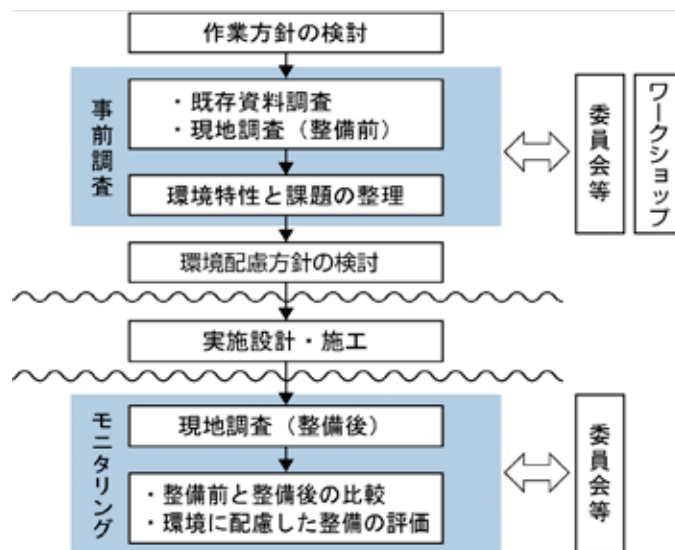 作業方針の検討
事前調査
・既存資料調査
・現地調査（整備前）
環境特性と課題の整理
委員会等
ワークショップ
環境配慮方針の検討
実施設計・施工
モニタリング
現地調査（整備後）
・整備前と整備後の比較
・環境に配慮した整備の評価
委員会等